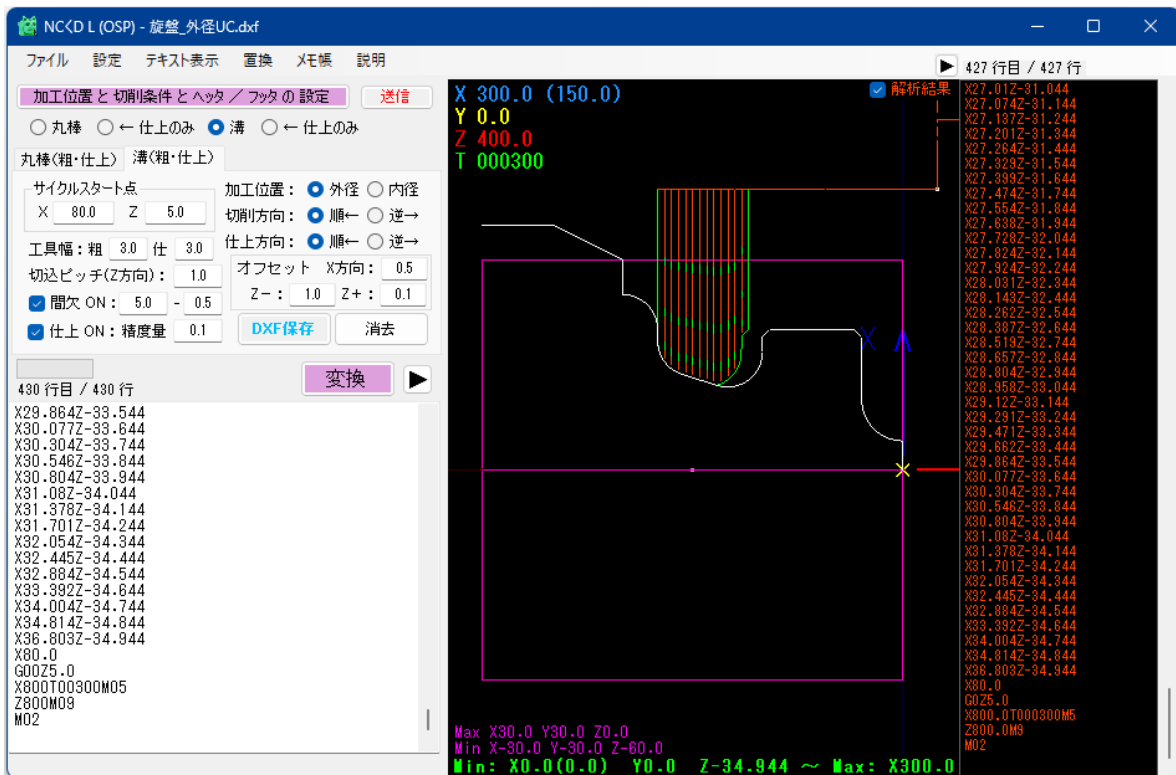 NCくD L (OSP) - 旋盤_外径UC.dxf
ファイル 設定 テキスト表示 置換 メモ帳 説明
427 行目 / 427 行
加工位置 と 切削条件 と ヘッダ / フッタ の 設定 送信
丸棒 ← 仕上のみ 溝 ← 仕上のみ
丸棒(粗・仕上) 溝(粗・仕上)
サイクルスタート点
X 80.0 Z 5.0
加工位置： 外径 内径
切削方向： 順← 逆→
仕上方向： 順← 逆→
工具幅：粗 3.0 仕 3.0
切込ピッチ(Z方向)： 1.0
間欠 ON： 5.0 - 0.5
仕上 ON：精度量 0.1
オフセット X方向： 0.5
Z－： 1.0 Z＋： 0.1
DXF保存 消去
430 行目 / 430 行
変換
X29.864Z-33.544
X30.077Z-33.644
X30.304Z-33.744
X30.546Z-33.844
X30.804Z-33.944
X31.08Z-34.044
X31.378Z-34.144
X31.701Z-34.244
X32.054Z-34.344
X32.445Z-34.444
X32.884Z-34.544
X33.392Z-34.644
X34.004Z-34.744
X34.814Z-34.844
X36.803Z-34.944
X80.0
G00Z5.0
X800T00300M05
Z800M09
M02
X 300.0 (150.0)
Y 0.0
Z 400.0
T 000300
解析結果
X
Max X30.0 Y30.0 Z0.0
Min X-30.0 Y-30.0 Z-60.0
Min: X0.0(0.0) Y0.0 Z-34.944 ～ Max: X300.0
X27.01Z-31.044
X27.074Z-31.144
X27.137Z-31.244
X27.201Z-31.344
X27.264Z-31.444
X27.329Z-31.544
X27.399Z-31.644
X27.474Z-31.744
X27.554Z-31.844
X27.638Z-31.944
X27.728Z-32.044
X27.824Z-32.144
X27.924Z-32.244
X28.031Z-32.344
X28.143Z-32.444
X28.262Z-32.544
X28.387Z-32.644
X28.519Z-32.744
X28.657Z-32.844
X28.804Z-32.944
X28.958Z-33.044
X29.12Z-33.144
X29.291Z-33.244
X29.471Z-33.344
X29.662Z-33.444
X29.864Z-33.544
X30.077Z-33.644
X30.304Z-33.744
X30.546Z-33.844
X30.804Z-33.944
X31.08Z-34.044
X31.378Z-34.144
X31.701Z-34.244
X32.054Z-34.344
X32.445Z-34.444
X32.884Z-34.544
X33.392Z-34.644
X34.004Z-34.744
X34.814Z-34.844
X36.803Z-34.944
X80.0
G0Z5.0
X800.0T000300M5
Z800.0M9
M02